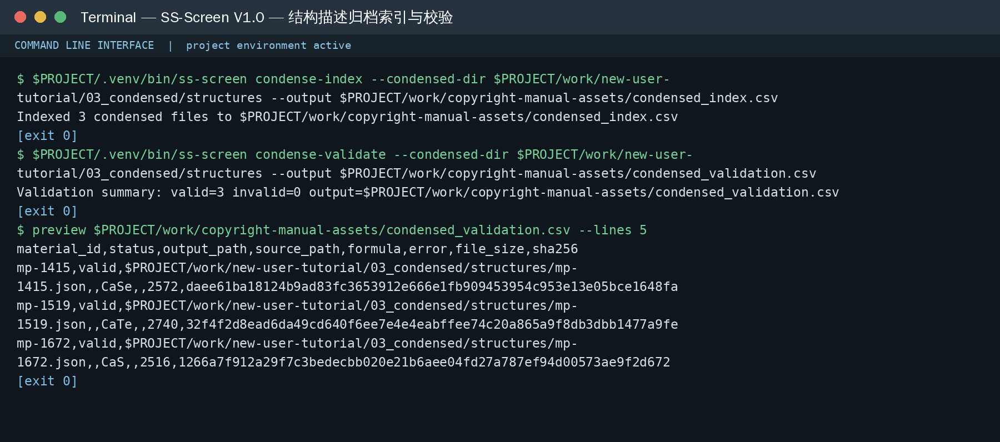 Terminal — SS-Screen V1.0 — 结构描述归档索引与校验
COMMAND LINE INTERFACE | project environment active
$ $PROJECT/.venv/bin/ss-screen condense-index --condensed-dir $PROJECT/work/new-user-
tutorial/03_condensed/structures --output $PROJECT/work/copyright-manual-assets/condensed_index.csv
Indexed 3 condensed files to $PROJECT/work/copyright-manual-assets/condensed_index.csv
[exit 0]
$ $PROJECT/.venv/bin/ss-screen condense-validate --condensed-dir $PROJECT/work/new-user-
tutorial/03_condensed/structures --output $PROJECT/work/copyright-manual-assets/condensed_validation.csv
Validation summary: valid=3 invalid=0 output=$PROJECT/work/copyright-manual-assets/condensed_validation.csv
[exit 0]
$ preview $PROJECT/work/copyright-manual-assets/condensed_validation.csv --lines 5
material_id,status,output_path,source_path,formula,error,file_size,sha256
mp-1415,valid,$PROJECT/work/new-user-tutorial/03_condensed/structures/mp-
1415.json,,CaSe,,2572,daee61ba18124b9ad83fc3653912e666e1fb909453954c953e13e05bce1648fa
mp-1519,valid,$PROJECT/work/new-user-tutorial/03_condensed/structures/mp-
1519.json,,CaTe,,2740,32f4f2d8ead6da49cd640f6ee7e4e4eabffee74c20a865a9f8db3dbb1477a9fe
mp-1672,valid,$PROJECT/work/new-user-tutorial/03_condensed/structures/mp-
1672.json,,CaS,,2516,1266a7f912a29f7c3bedecbb020e21b6aee04fd27a787ef94d00573ae9f2d672
[exit 0]